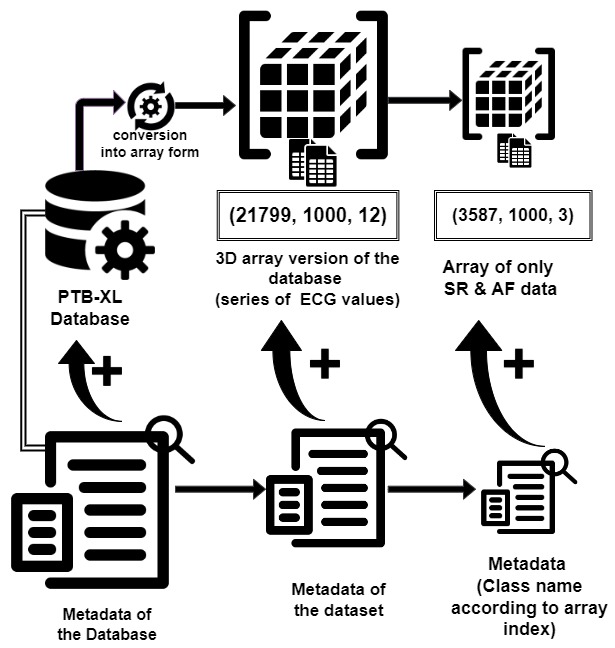 conversion
into array form
(21799, 1000, 12)
(3587, 1000, 3)
3D array version of the
database
(series of ECG values)
Array of only
SR & AF data
PTB-XL
Database
Metadata of
the Database
Metadata of
the dataset
Metadata
(Class name
according to array
index)